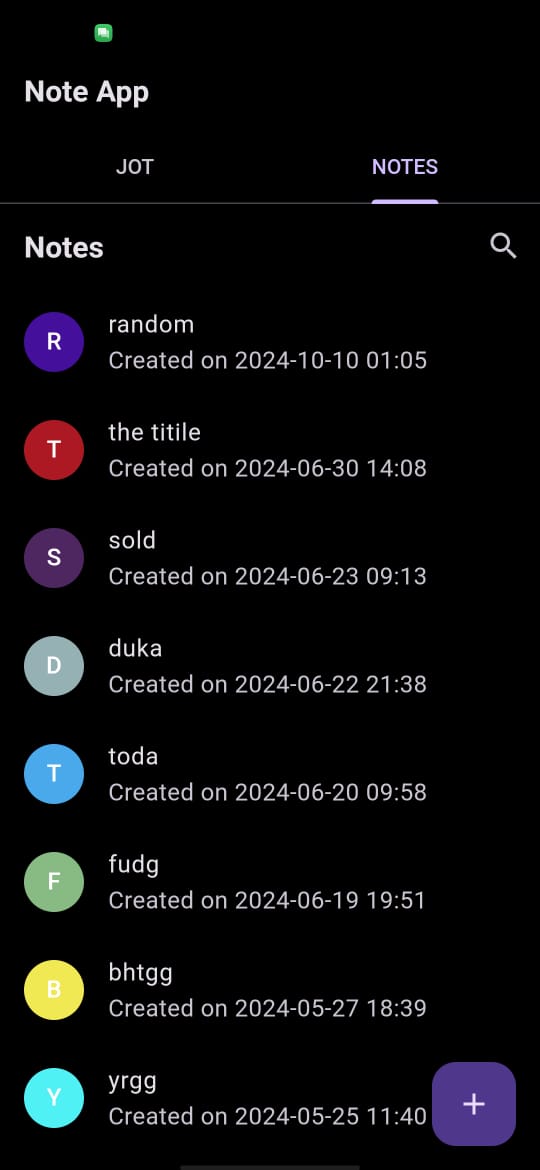 Note App
JOT
NOTES
Notes
R
random
Created on 2024-10-10 01:05
T
the titile
Created on 2024-06-30 14:08
S
sold
Created on 2024-06-23 09:13
D
duka
Created on 2024-06-22 21:38
T
toda
Created on 2024-06-20 09:58
F
fudg
Created on 2024-06-19 19:51
B
bhtgg
Created on 2024-05-27 18:39
Y
yrgg
Created on 2024-05-25 11:40